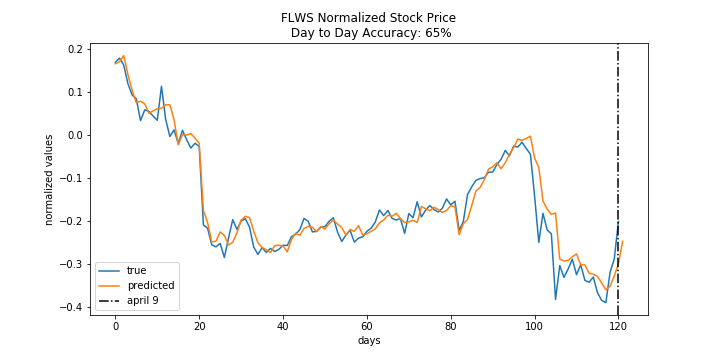 FLWS Normalized Stock Price
Day to Day Accuracy: 65%
normalized values
0.2
0.1
0.0
−0.1
−0.2
−0.3
−0.4
true
predicted
april 9
0
20
40
60
80
100
120
days